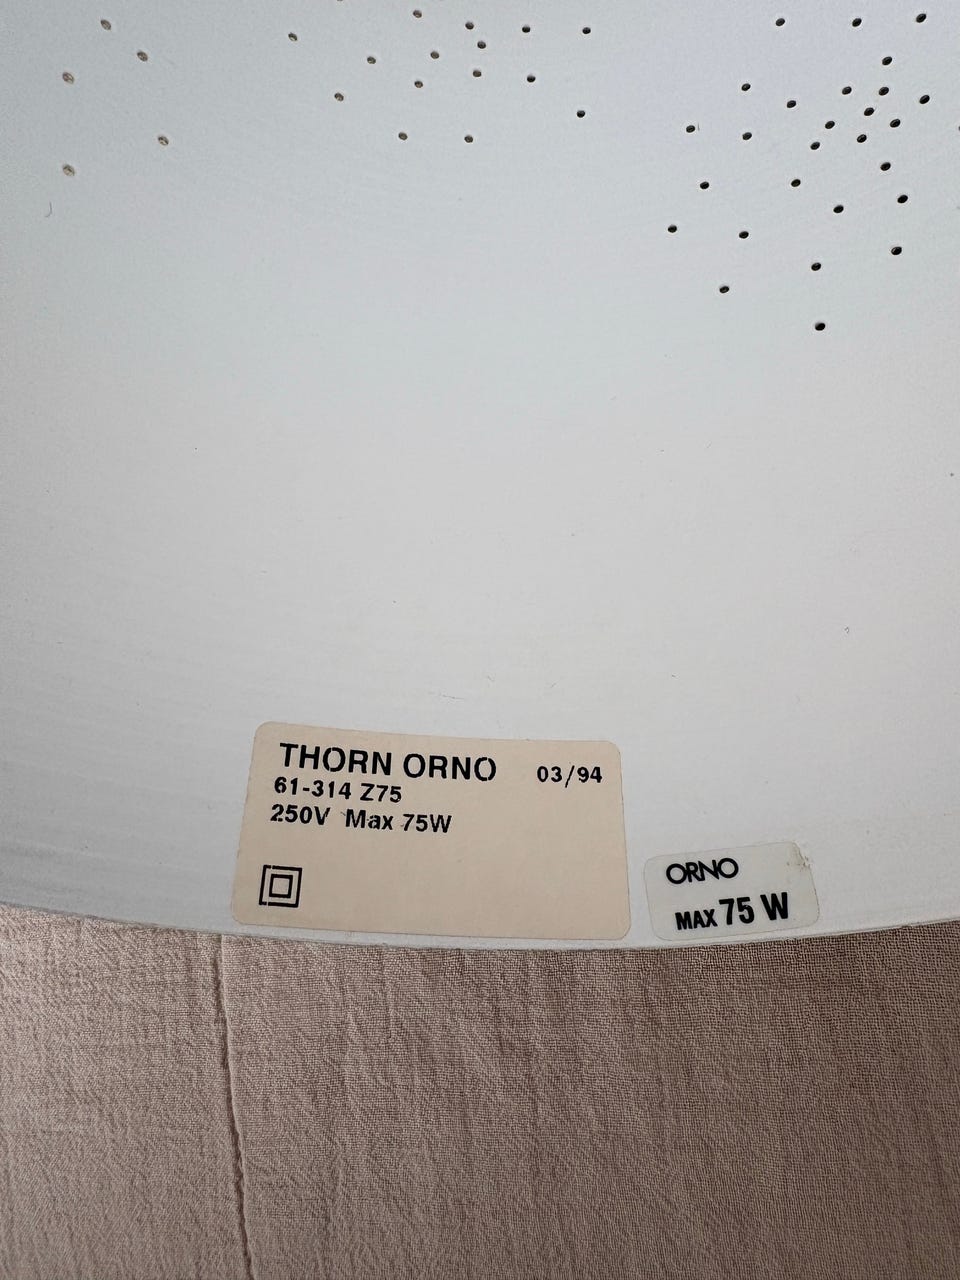 THORN ORNO 03/94
61-314 Z75
250V Max 75W
ORNO
MAX 75 W